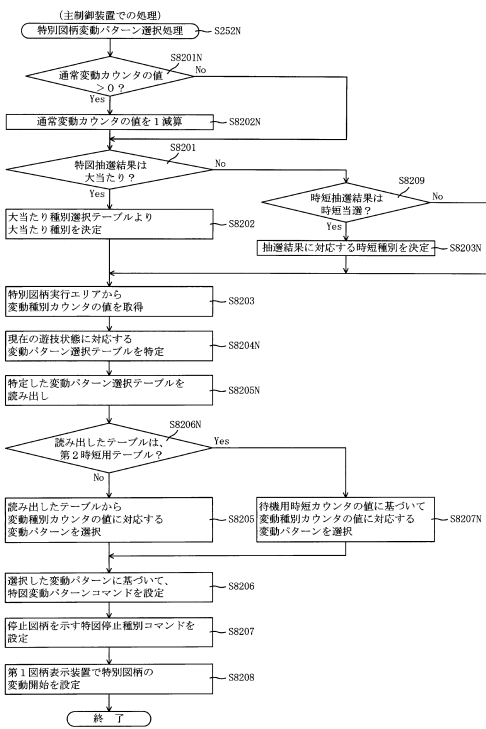 （主制御装置での処理）
特別図柄変動パターン選択処理
S252N
S8201N
通常変動カウンタの値
＞０？
No
Yes
通常変動カウンタの値を１減算
S8202N
S8201
特図抽選結果は
大当たり？
No
Yes
S8209
時短抽選結果は
時短当選？
No
Yes
大当たり種別選択テーブルより
大当たり種別を決定
S8202
抽選結果に対応する時短種別を決定
S8203N
特別図柄実行エリアから
変動種別カウンタの値を取得
S8203
現在の遊技状態に対応する
変動パターン選択テーブルを特定
S8204N
特定した変動パターン選択テーブルを
読み出し
S8205N
S8206N
読み出したテーブルは、
第２時短用テーブル？
Yes
No
読み出したテーブルから
変動種別カウンタの値に対応する
変動パターンを選択
S8205
待機用時短カウンタの値に基づいて
変動種別カウンタの値に対応する
変動パターンを選択
S8207N
選択した変動パターンに基づいて、
特図変動パターンコマンドを設定
S8206
停止図柄を示す特図停止種別コマンドを
設定
S8207
第１図柄表示装置で特別図柄の
変動開始を設定
S8208
終　了